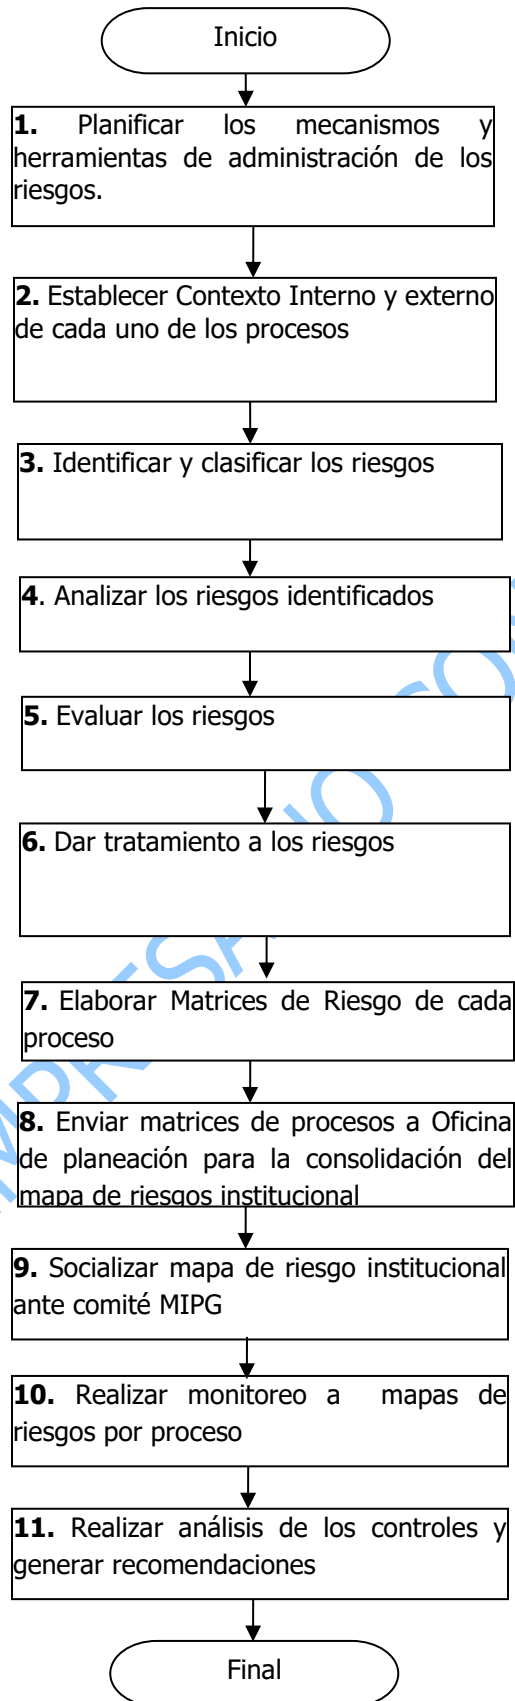 Inicio
1. Planificar los mecanismos y
herramientas de administración de los
riesgos.
2. Establecer Contexto Interno y externo
de cada uno de los procesos
3. Identificar y clasificar los riesgos
4. Analizar los riesgos identificados
5. Evaluar los riesgos
6. Dar tratamiento a los riesgos
7. Elaborar Matrices de Riesgo de cada
proceso
8. Enviar matrices de procesos a Oficina
de planeación para la consolidación del
mapa de riesgos institucional
9. Socializar mapa de riesgo institucional
ante comité MIPG
10. Realizar monitoreo a mapas de
riesgos por proceso
11. Realizar análisis de los controles y
generar recomendaciones
Final